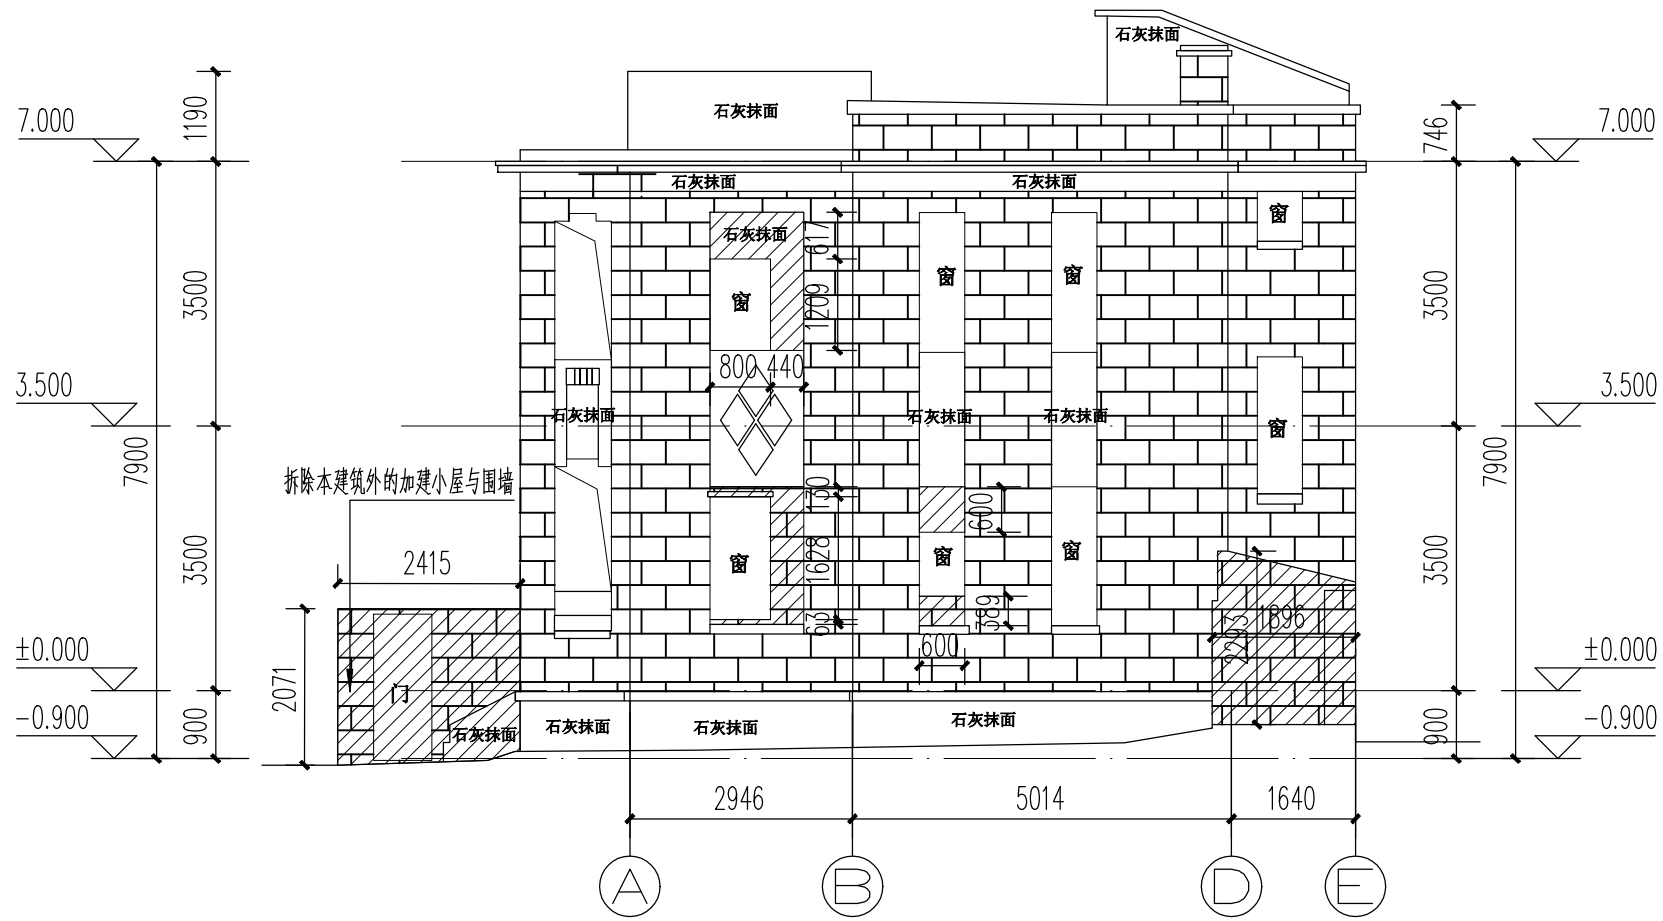 石灰抹面
石灰抹面
7.000
1190
746
7.000
石灰抹面
石灰抹面
窗
石灰抹面
617
窗
窗
窗
1209
3500
3500
800
440
3.500
3.500
石灰抹面
石灰抹面
石灰抹面
窗
7900
7900
拆除本建筑外的加建小屋与围墙
130
600
窗
窗
窗
1628
2415
3500
3500
389
63
600
2293
1896
±0.000
±0.000
2071
门
-0.900
900
石灰抹面
石灰抹面
石灰抹面
石灰抹面
900
-0.900
2946
5014
1640
A
B
D
E